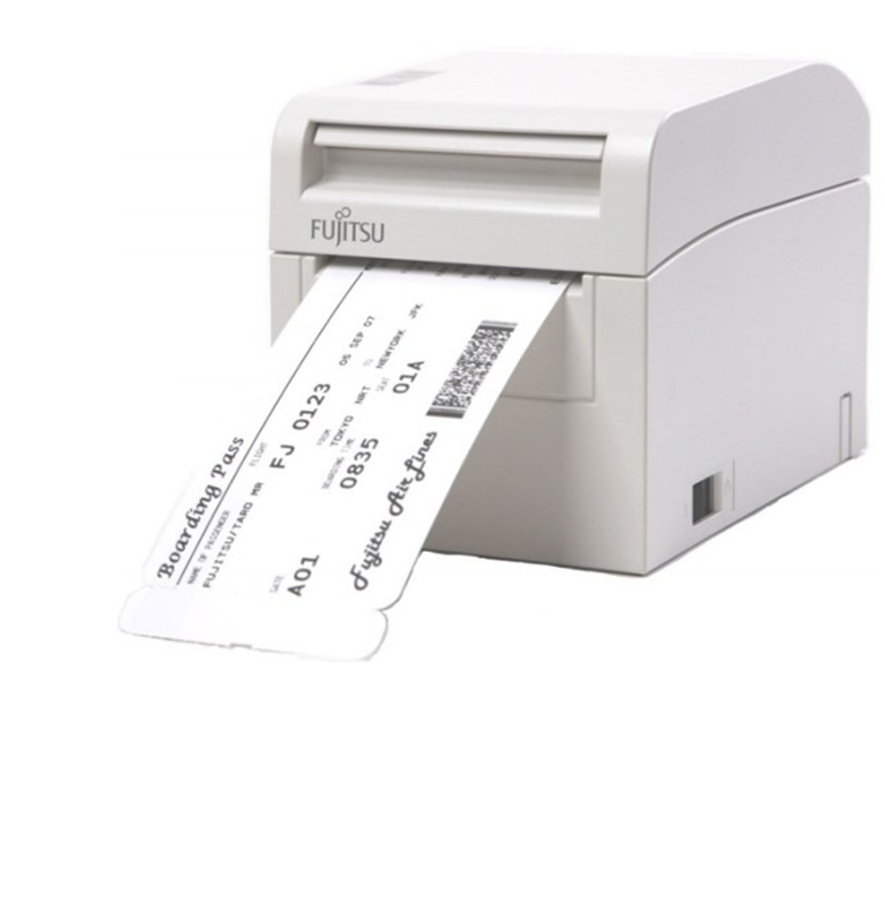 FUJITSU
Boarding Pass
NAME OF PASSENGER
FUJITSU/TARO MR
FLIGHT
FJ 0123
05 SEP 07
GATE
A01
BOARDING TIME
0835
FROM
TOKYO NRT
TO
NEWYORK JFK
SEAT
01A
Fujitsu Air Lines